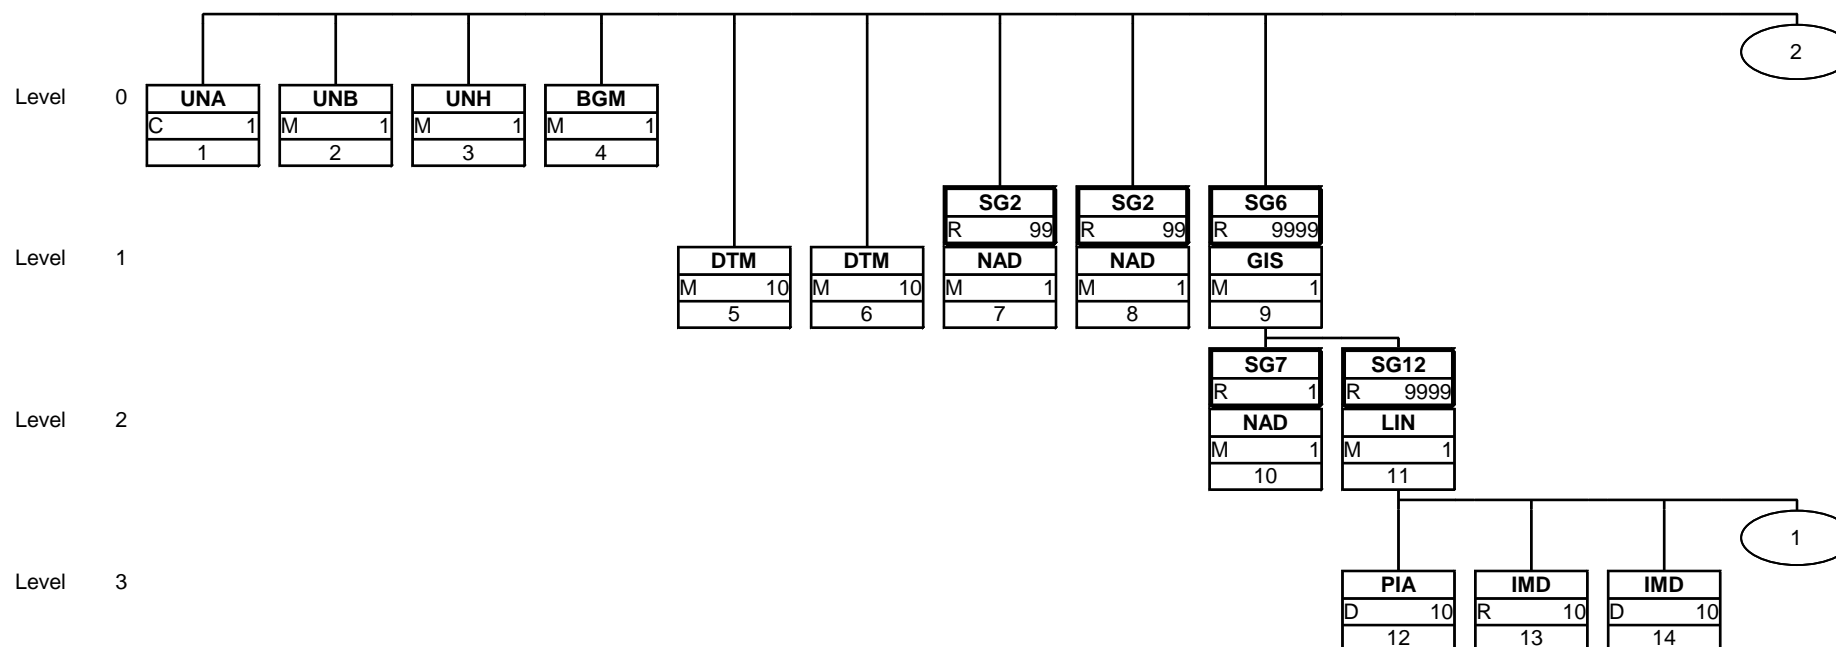 2
Level 0
UNA UNB UNH BGM
C 1 M 1 M 1 M 1
1 2 3 4
SG2 SG2 SG6
R 99 R 99 R 9999
Level 1
DTM DTM NAD NAD GIS
M 10 M 10 M 1 M 1 M 1
5 6 7 8 9
SG7 SG12
R 1 R 9999
Level 2
NAD LIN
M 1 M 1
10 11
1
Level 3
PIA IMD IMD
D 10 R 10 D 10
12 13 14